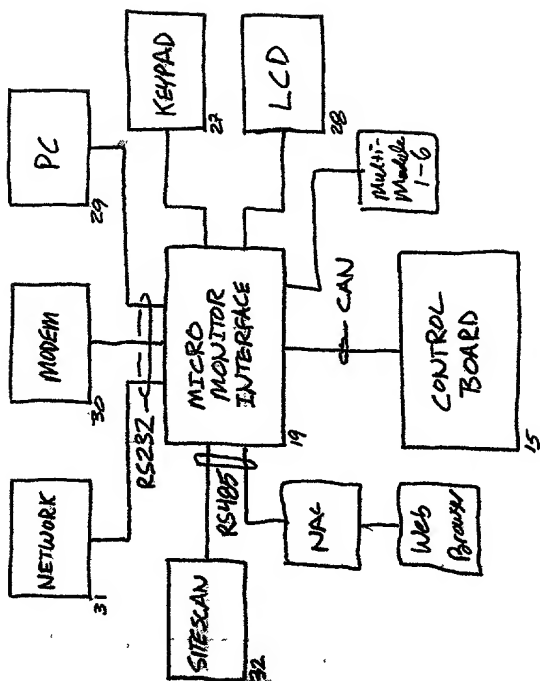 NETWORK
31
MODEM
30
PC
29
KEYPAD
27
LCD
28
RS232
MICRO
MONITOR
INTERFACE
19
RS485
SITESCAN
32
NAC
Web
Browser
CAN
CONTROL
BOARD
15
Multi-
Module
1-6